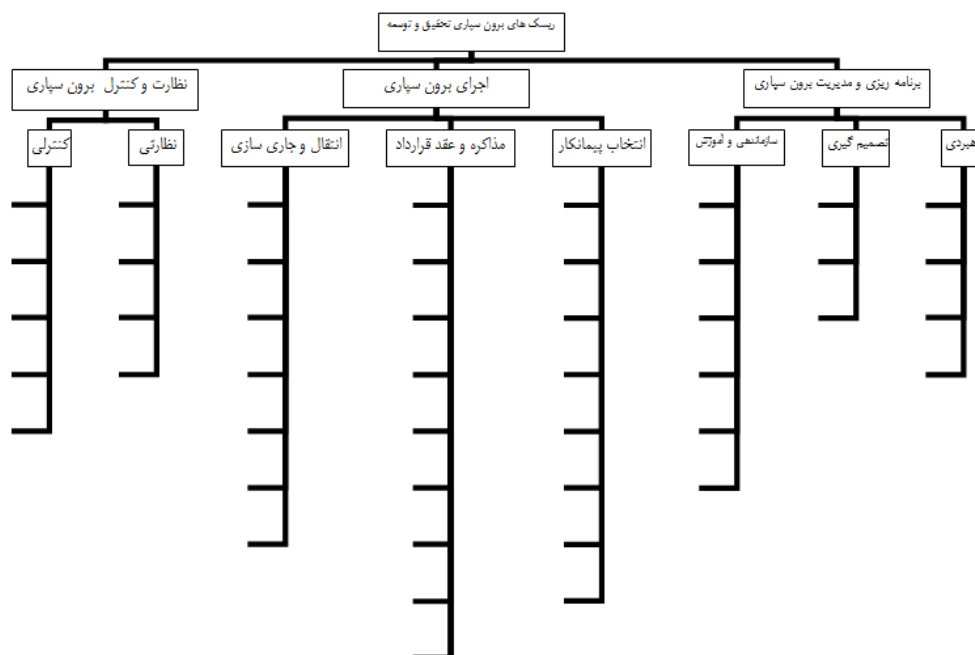 ریسک های برون سپاری تحقیق و توسعه
برنامه ریزی و مدیریت برون سپاری
اجرای برون سپاری
نظارت و کنترل برون سپاری
هبردی
تصمیم گیری
سازماندهی و آموزش
انتخاب پیمانکار
مذاکره و عقد قرارداد
انتقال و جاری سازی
نظارتی
کنترلی